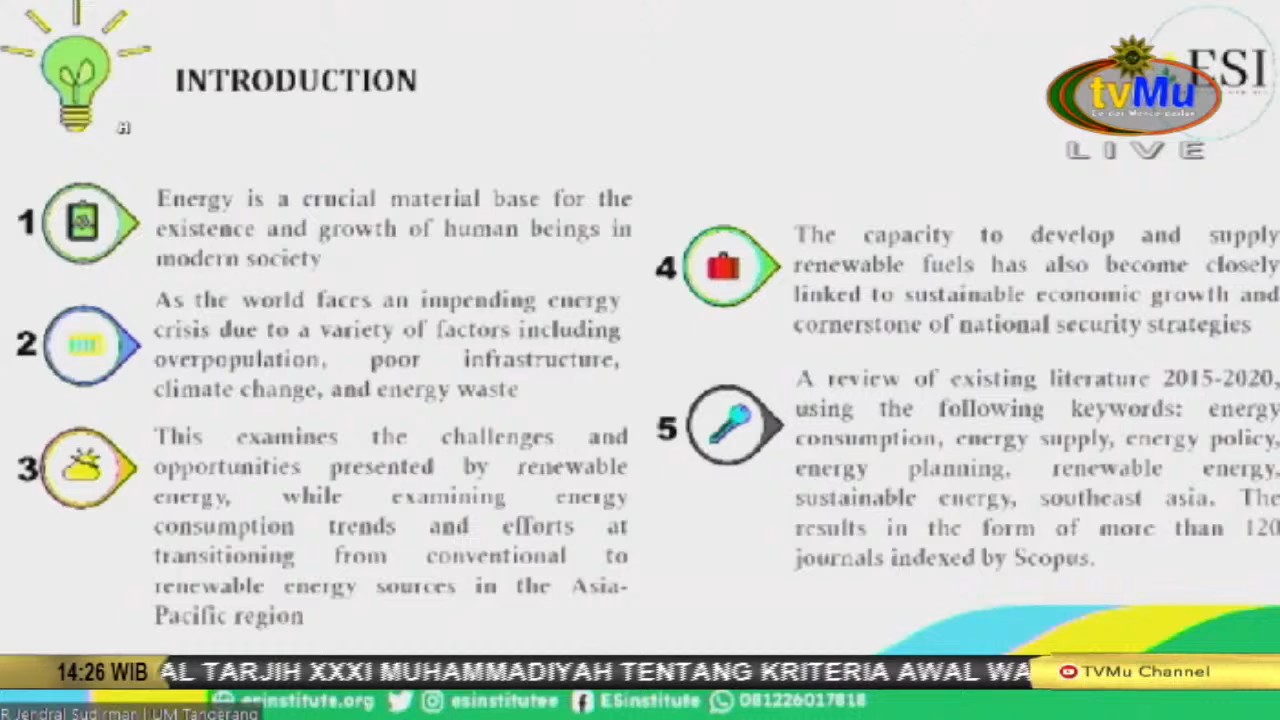 INTRODUCTION
ESI
tvMu
LIVE
1
Energy is a crucial material base for the
existence and growth of human beings in
modern society
2
As the world faces an impending energy
crisis due to a variety of factors including
overpopulation, poor infrastructure,
climate change, and energy waste
3
This examines the challenges and
opportunities presented by renewable
energy, while examining energy
consumption trends and efforts at
transitioning from conventional to
renewable energy sources in the Asia-
Pacific region
4
The capacity to develop and supply
renewable fuels has also become closely
linked to sustainable economic growth and
cornerstone of national security strategies
5
A review of existing literature 2015-2020,
using the following keywords: energy
consumption, energy supply, energy policy,
energy planning, renewable energy,
sustainable energy, southeast asia. The
results in the form of more than 120
journals indexed by Scopus.
14:26 WIB
AL TARJIH XXXI MUHAMMADIYAH TENTANG KRITERIA AWAL WA
TVMu Channel
esinstitute.org esinstitutee ESinstitute 081226017818
R Jendral Sudirman | UM Tangerang